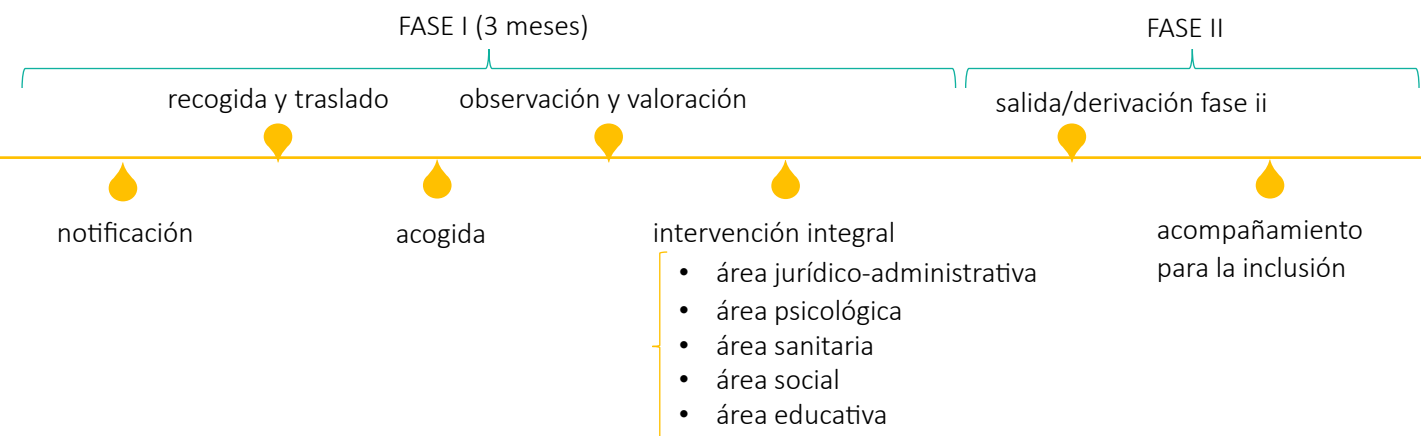 FASE I (3 meses)
FASE II
recogida y traslado
observación y valoración
salida/derivación fase ii
notificación
acogida
intervención integral
• área jurídico-administrativa
• área psicológica
• área sanitaria
• área social
• área educativa
acompañamiento
para la inclusión